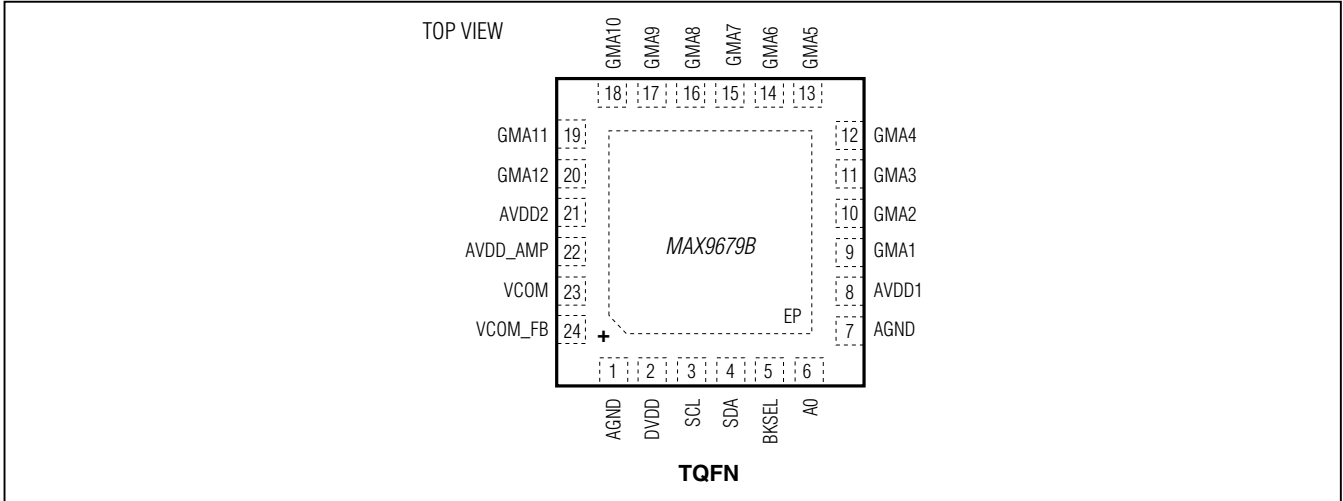 TOP VIEW
GMA10 GMA9 GMA8 GMA7 GMA6 GMA5
18 17 16 15 14 13
GMA11 19 12 GMA4
GMA12 20 11 GMA3
AVDD2 21 10 GMA2
AVDD_AMP 22 MAX9679B 9 GMA1
VCOM 23 8 AVDD1
EP
VCOM_FB 24 + 7 AGND
1 2 3 4 5 6
AGND DVDD SCL SDA BKSEL A0
TQFN